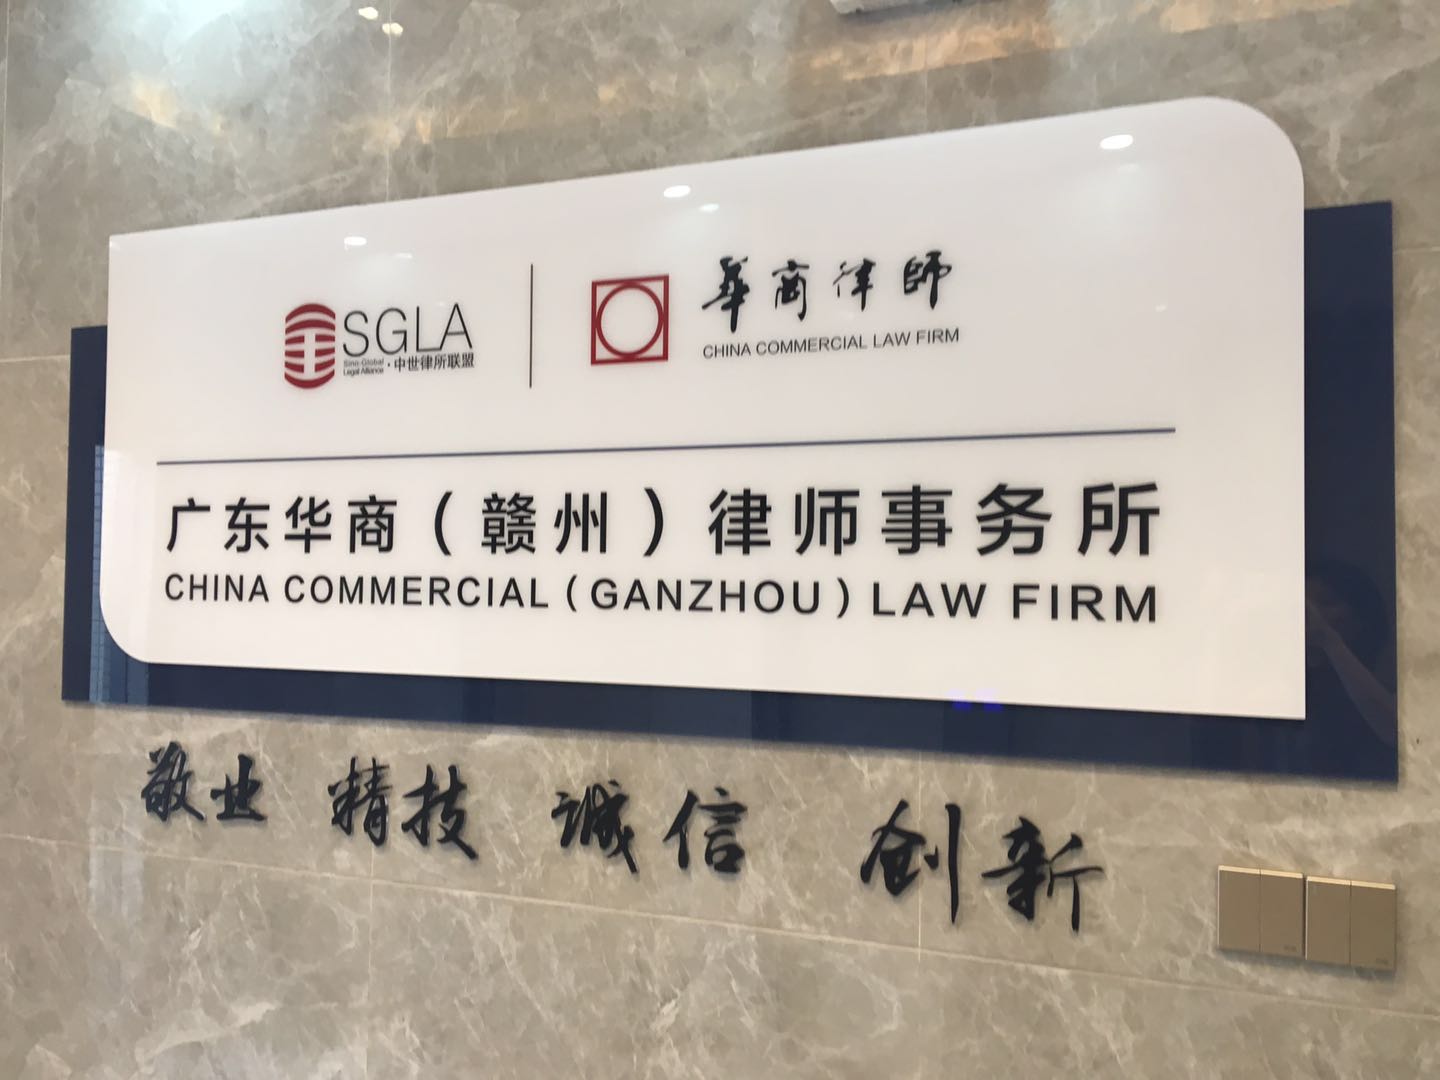 SGLA
Sino-Global
Legal Alliance
·中世律所联盟
華商律師
CHINA COMMERCIAL LAW FIRM
广东华商（赣州）律师事务所
CHINA COMMERCIAL（GANZHOU）LAW FIRM
敬业 精技 诚信 创新